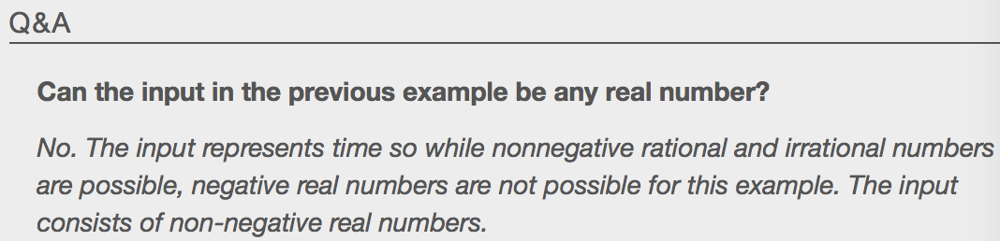 Q&A
Can the input in the previous example be any real number?
No. The input represents time so while nonnegative rational and irrational numbers
are possible, negative real numbers are not possible for this example. The input
consists of non-negative real numbers.